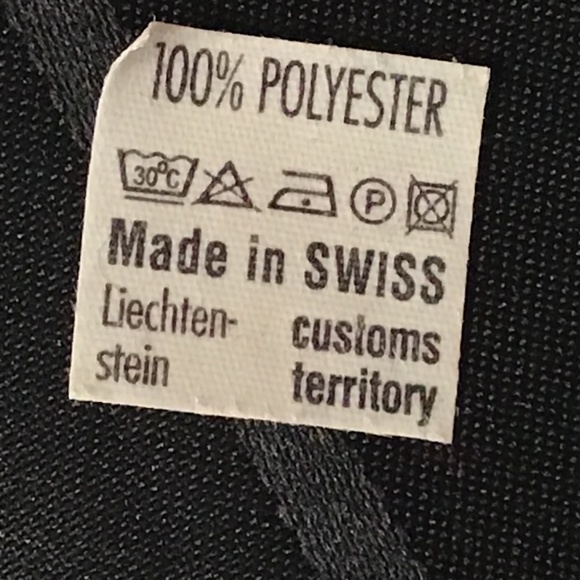 100% POLYESTER
30°C P
Made in SWISS
Liechten- customs
stein territory